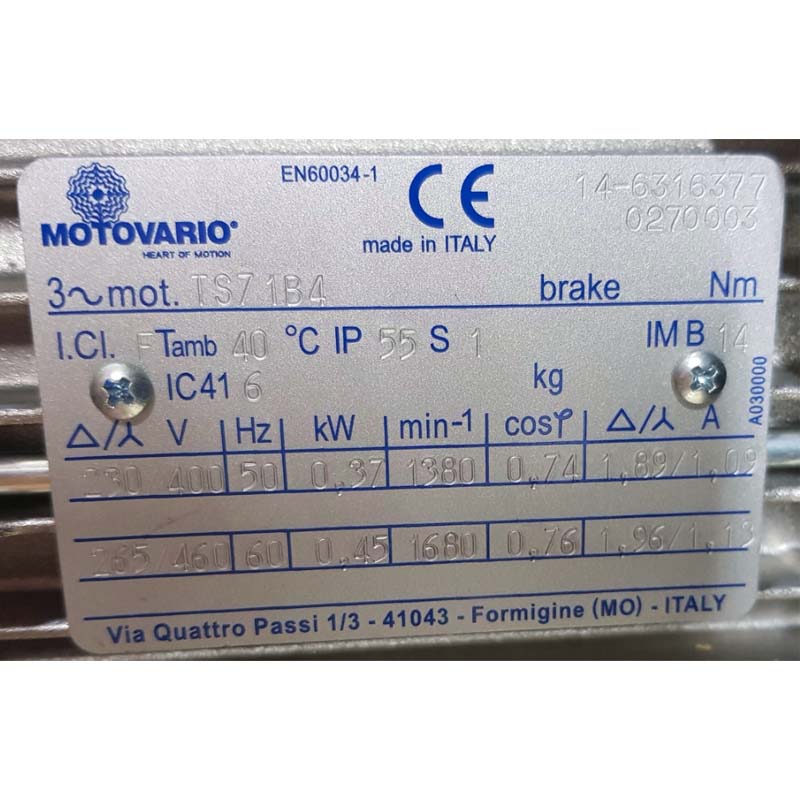 EN60034-1
CE
14-6316377
0270003
MOTOVARIO®
HEART OF MOTION
made in ITALY
3~mot. TS71B4 brake Nm
I.Cl. F Tamb 40 °C IP 55 S 1 IM B 14
IC41 6 kg
A030000
Δ/⅄ V Hz kW min-1 cosφ Δ/⅄ A
230 400 50 0,37 1380 0,74 1,89/1,09
265/460 60 0,45 1680 0,76 1,96/1,13
Via Quattro Passi 1/3 - 41043 - Formigine (MO) - ITALY